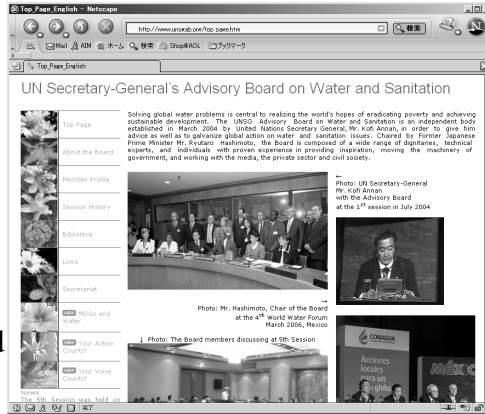 Top_Page_English - Netscape
http://www.unsgab.org/top page.htm
検索
Mail AIM ホーム 検索 Shop@AOL ブックマーク
Top_Page_English
UN Secretary-General's Advisory Board on Water and Sanitation
Top Page
About the Board
Member Profile
Session History
Biblioteca
Links
Secretariat
MDGs and
Water
Your Action
Counts!
Your Voice
Counts!
News
The 5th Session was held on
Solving global water problems is central to realizing the world's hopes of eradicating poverty and achieving
sustainable development. The UNSG Advisory Board on Water and Sanitation is an independent body
established in March 2004 by United Nations Secretary General, Mr. Kofi Annan, in order to give him
advice as well as to galvanize global action on water and sanitation issues. Chaired by Former Japanese
Prime Minister Mr. Ryutaro Hashimoto, the Board is composed of a wide range of dignitaries, technical
experts, and individuals with proven experience in providing inspiration, moving the machinery of
government, and working with the media, the private sector and civil society.
←
Photo: UN Secretary-General
Mr. Kofi Annan
with the Advisory Board
at the 1st session in July 2004
→
Photo: Mr. Hashimoto, Chair of the Board
at the 4th World Water Forum
March 2006, Mexico
↓ Photo: The Board members discussing at 5th Session
CONAGUA
Acciones
locales
para un
MÉXICO
完了